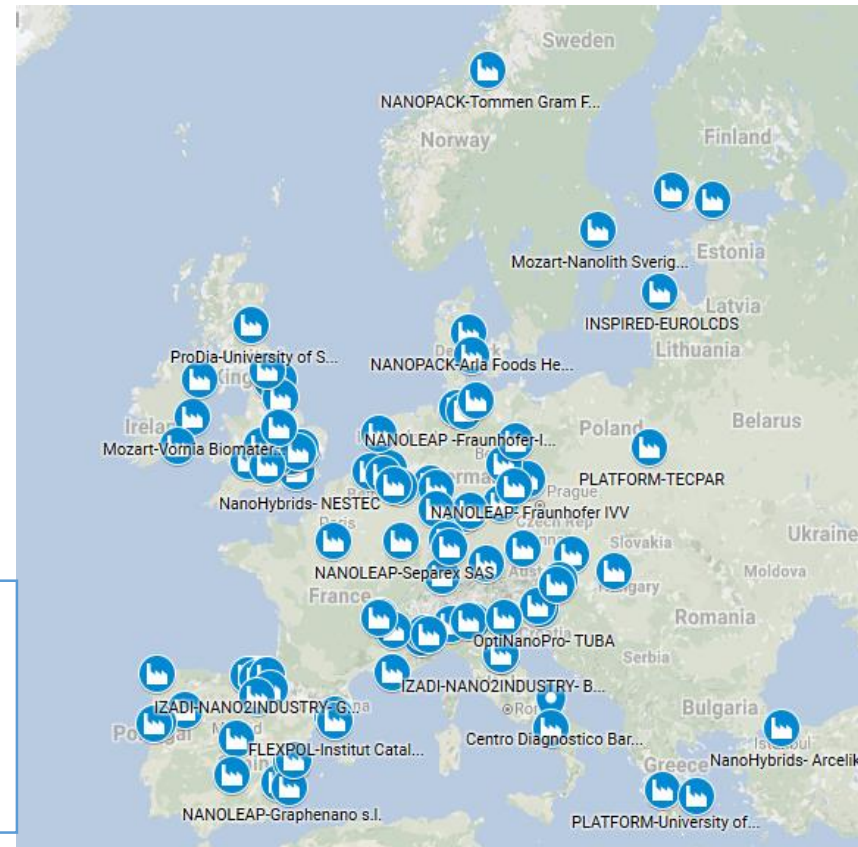 Sweden
NANOPACK-Tommen Gram F...
Norway
Finland
Mozart-Nanolith Sverig...
Estonia
INSPIRED-EUROLCDS
Latvia
Lithuania
ProDia-University of S...
NANOPACK-Arla Foods He...
Belarus
Mozart-Vornia Biomater...
NANOLEAP -Fraunhofer-I...
Poland
PLATFORM-TECPAR
NanoHybrids- NESTEC
Prague
NANOLEAP- Fraunhofer IVV
Czech Rep
Ukraine
Slovakia
NANOLEAP-Separex SAS
Moldova
France
Romania
OptiNanoPro- TUBA
Serbia
IZADI-NANO2INDUSTRY- B...
IZADI-NANO2INDUSTRY- G...
Bulgaria
Centro Diagnostico Bar...
FLEXPOL-Institut Catal...
Istanbul
Greece
NanoHybrids- Arcelik
NANOLEAP-Graphenano s.l.
PLATFORM-University of...